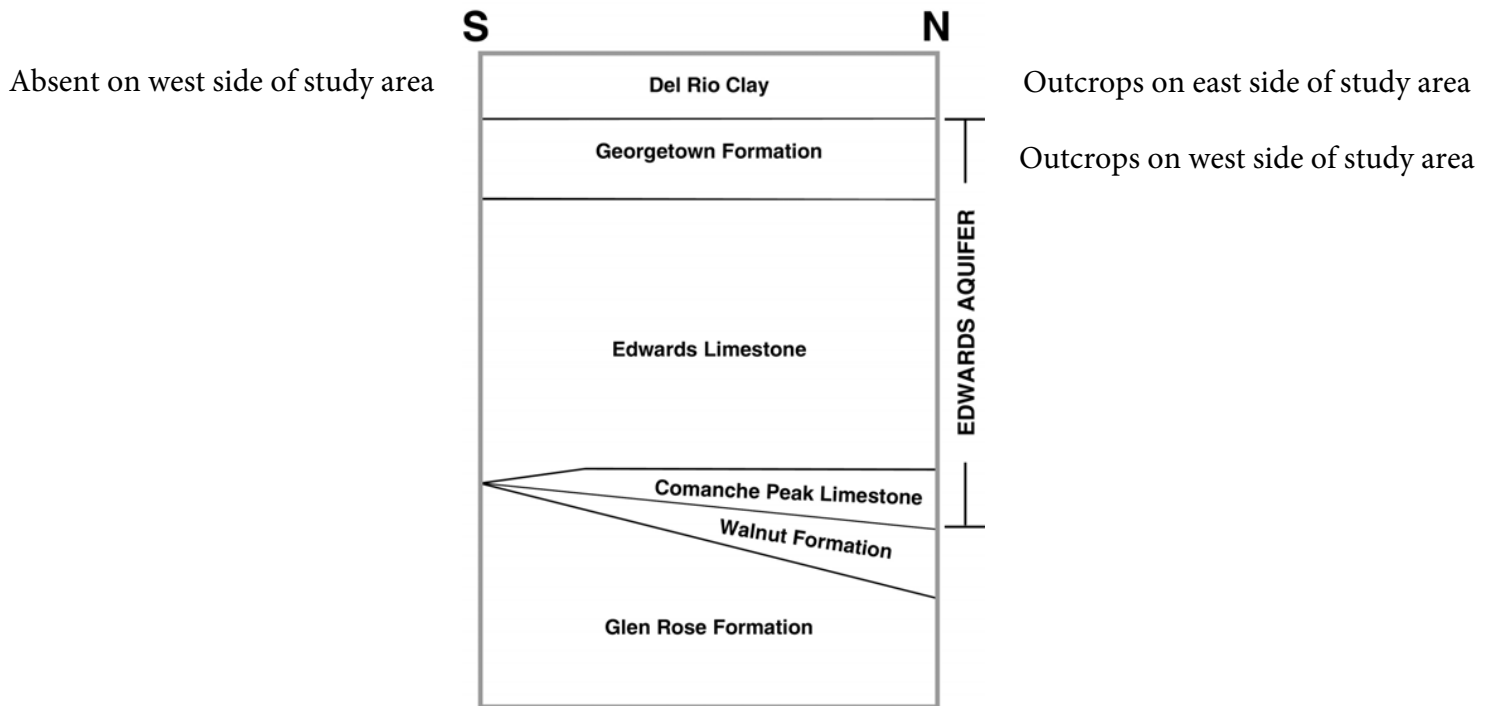 S
N
Absent on west side of study area
Del Rio Clay
Outcrops on east side of study area
Georgetown Formation
Outcrops on west side of study area
EDWARDS AQUIFER
Edwards Limestone
Comanche Peak Limestone
Walnut Formation
Glen Rose Formation